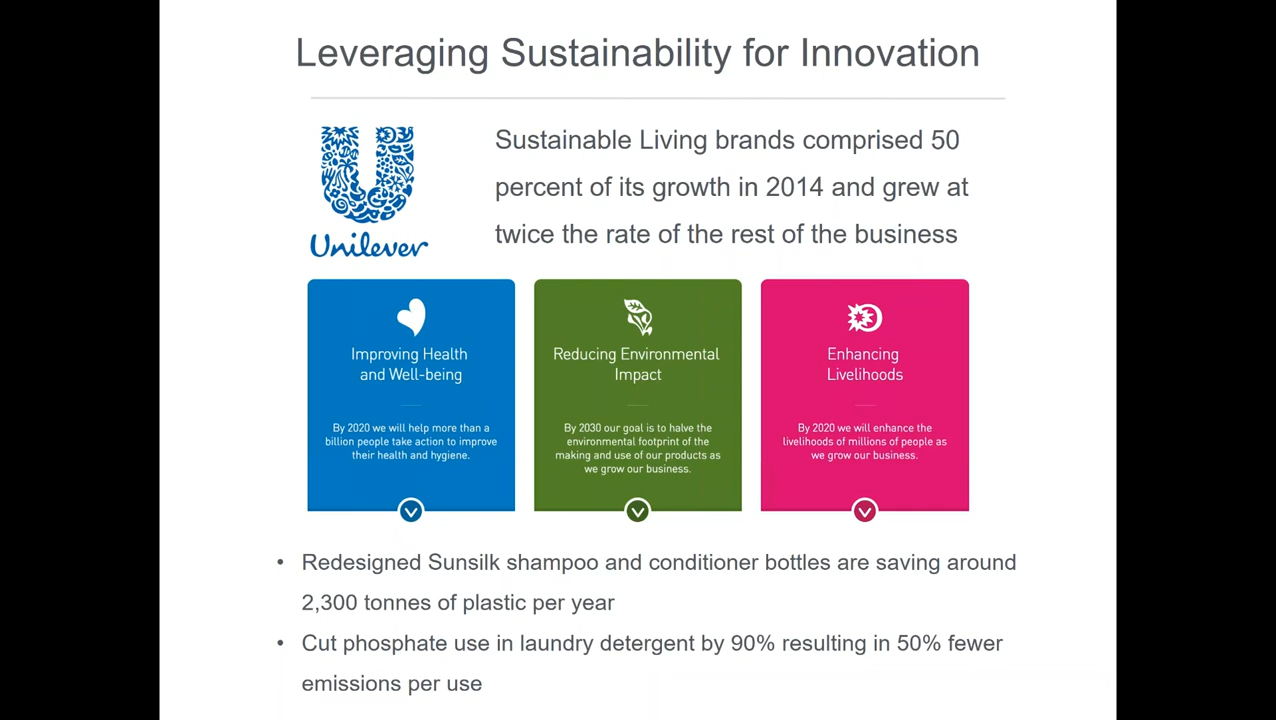 Leveraging Sustainability for Innovation
Unilever
Sustainable Living brands comprised 50
percent of its growth in 2014 and grew at
twice the rate of the rest of the business
Improving Health
and Well-being
By 2020 we will help more than a
billion people take action to improve
their health and hygiene.
Reducing Environmental
Impact
By 2030 our goal is to halve the
environmental footprint of the
making and use of our products as
we grow our business.
Enhancing
Livelihoods
By 2020 we will enhance the
livelihoods of millions of people as
we grow our business.
• Redesigned Sunsilk shampoo and conditioner bottles are saving around
2,300 tonnes of plastic per year
• Cut phosphate use in laundry detergent by 90% resulting in 50% fewer
emissions per use